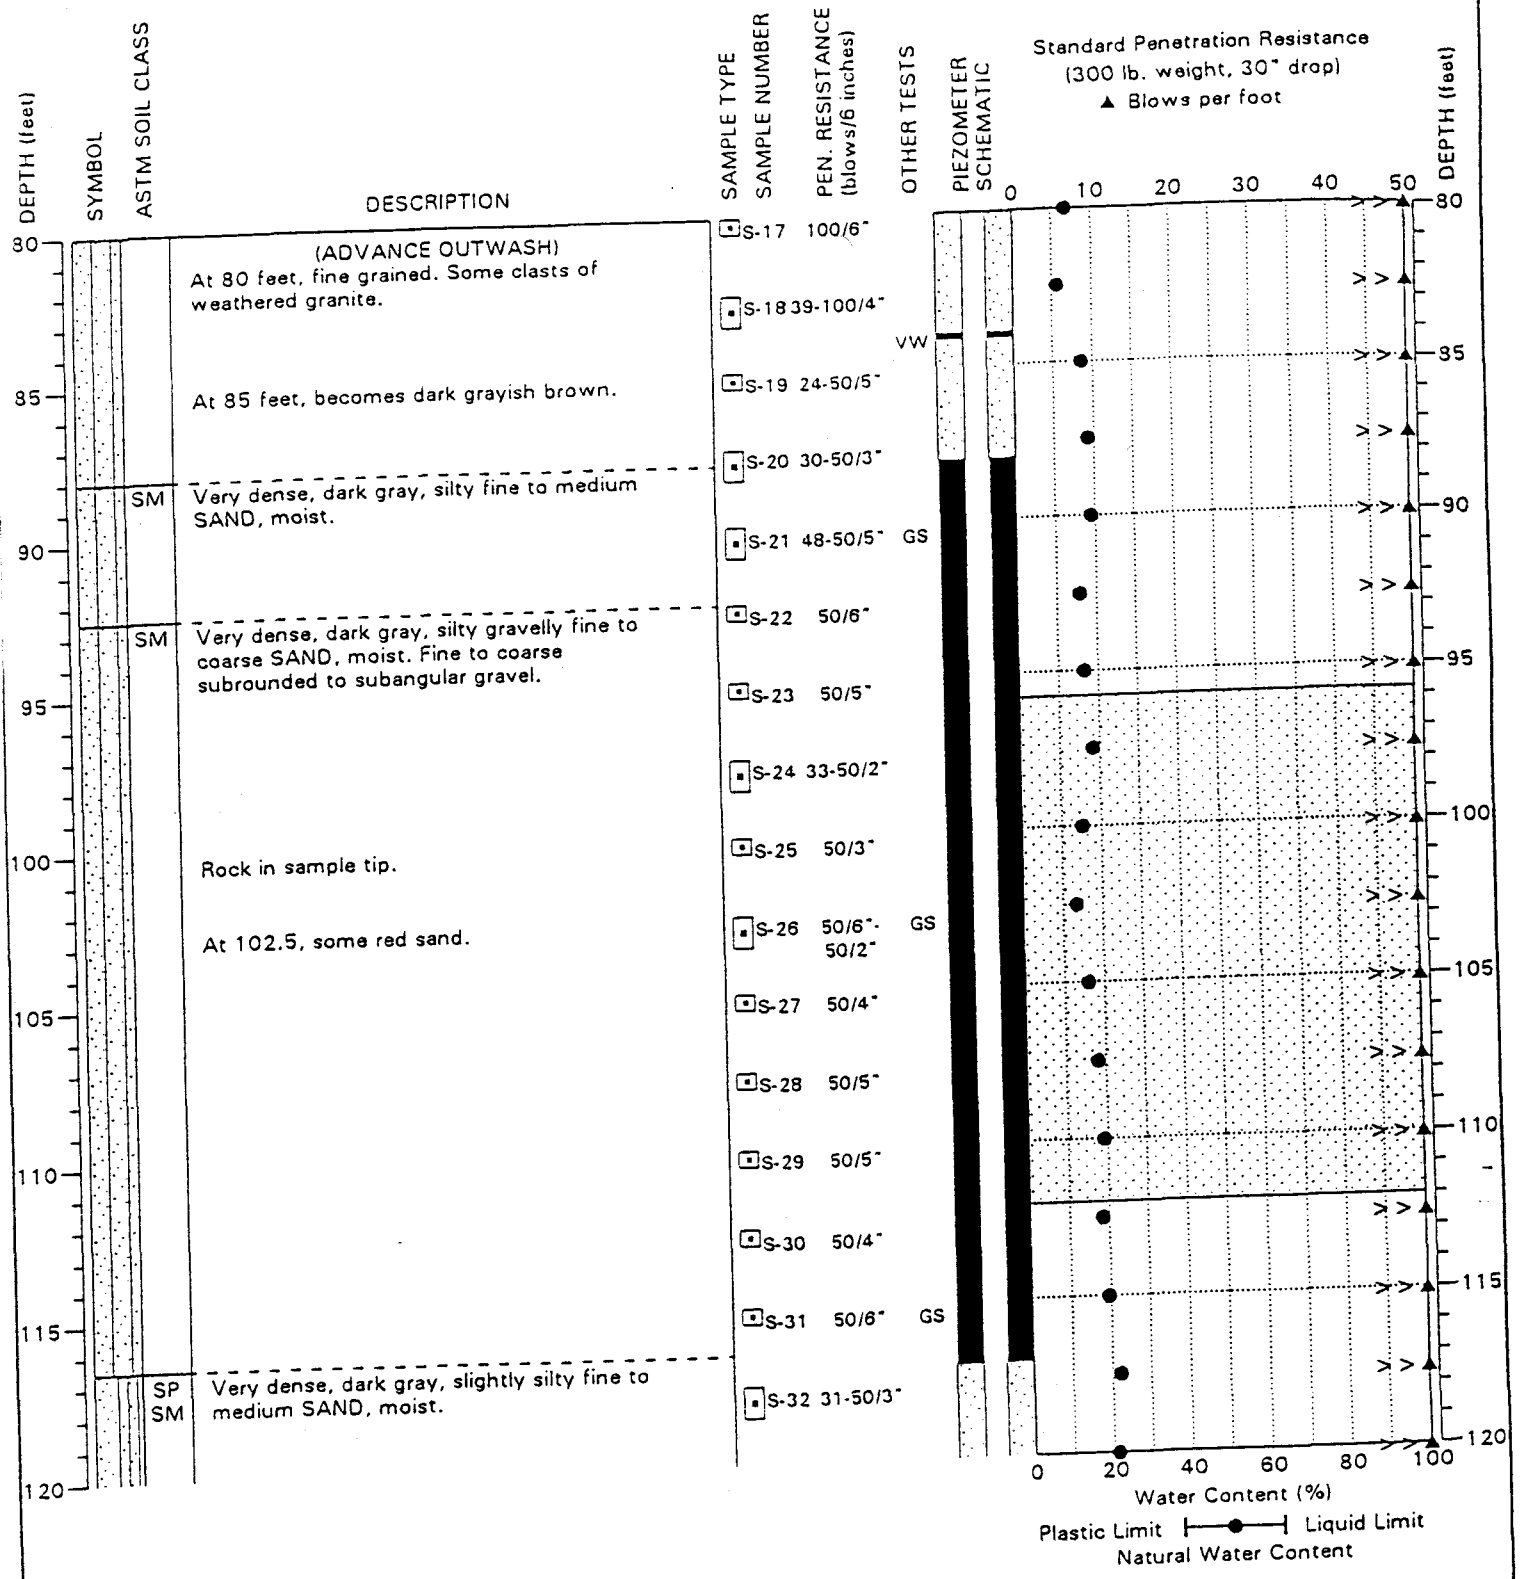 DEPTH (feet)
SYMBOL
ASTM SOIL CLASS
DESCRIPTION
SAMPLE TYPE
SAMPLE NUMBER
PEN. RESISTANCE
(blows/6 inches)
OTHER TESTS
PIEZOMETER
SCHEMATIC
Standard Penetration Resistance
(300 lb. weight, 30" drop)
▲ Blows per foot
DEPTH (feet)
0 10 20 30 40 50
80
(ADVANCE OUTWASH)
At 80 feet, fine grained. Some clasts of
weathered granite.
S-17 100/6"
>> 80
S-18 39-100/4"
>>
VW
85
At 85 feet, becomes dark grayish brown.
S-19 24-50/5"
>> 85
S-20 30-50/3"
>>
SM
Very dense, dark gray, silty fine to medium
SAND, moist.
90
S-21 48-50/5" GS
>> 90
S-22 50/6"
>>
SM
Very dense, dark gray, silty gravelly fine to
coarse SAND, moist. Fine to coarse
subrounded to subangular gravel.
95
S-23 50/5"
>> 95
S-24 33-50/2"
>>
100
Rock in sample tip.
S-25 50/3"
>> 100
At 102.5, some red sand.
S-26 50/6"- GS
50/2"
>>
105
S-27 50/4"
>> 105
S-28 50/5"
>>
110
S-29 50/5"
>> 110
S-30 50/4"
>>
115
S-31 50/6" GS
>> 115
SP
SM
Very dense, dark gray, slightly silty fine to
medium SAND, moist.
S-32 31-50/3"
>>
120
>> 120
0 20 40 60 80 100
Water Content (%)
Plastic Limit Liquid Limit
Natural Water Content